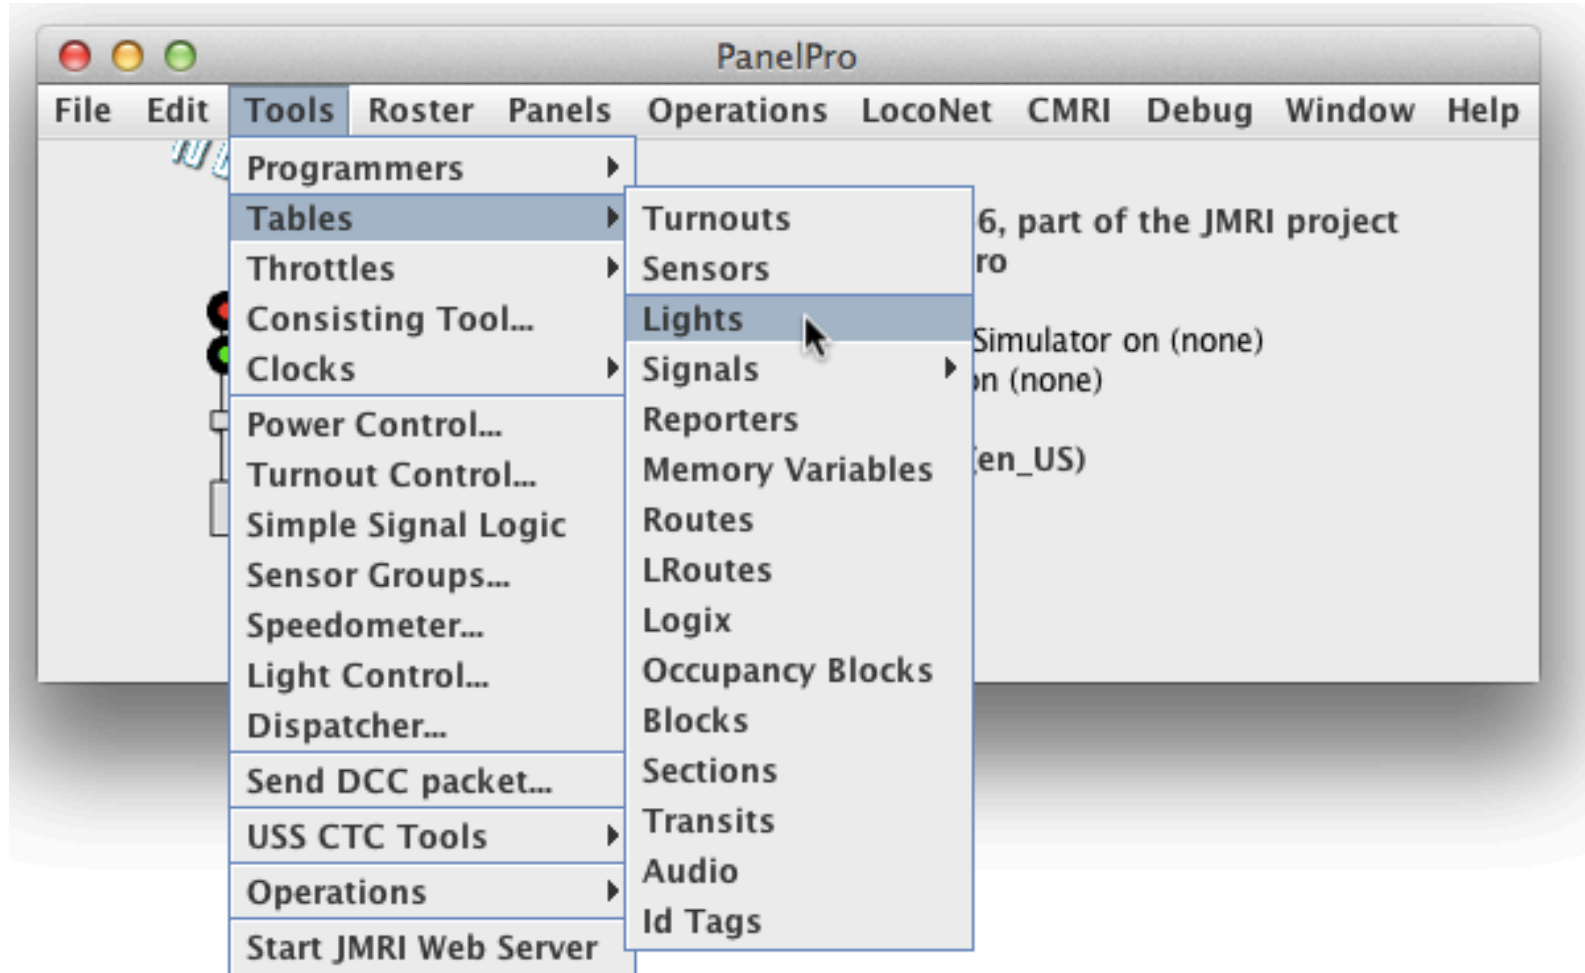 PanelPro
File Edit Tools Roster Panels Operations LocoNet CMRI Debug Window Help
Programmers
Tables
Throttles
Consisting Tool...
Clocks
Power Control...
Turnout Control...
Simple Signal Logic
Sensor Groups...
Speedometer...
Light Control...
Dispatcher...
Send DCC packet...
USS CTC Tools
Operations
Start JMRI Web Server
Turnouts
Sensors
Lights
Signals
Reporters
Memory Variables
Routes
LRoutes
Logix
Occupancy Blocks
Blocks
Sections
Transits
Audio
Id Tags
6, part of the JMRI project
ro
Simulator on (none)
on (none)
(en_US)